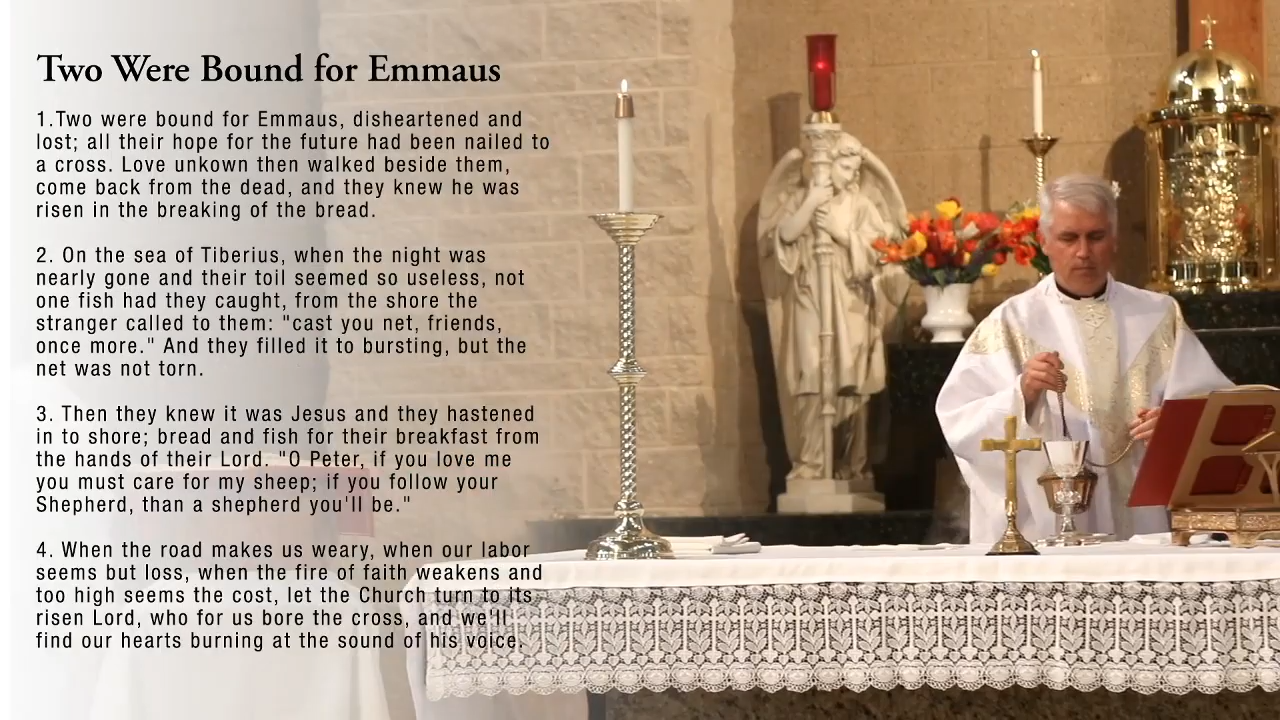 Two Were Bound for Emmaus
1.Two were bound for Emmaus, disheartened and
lost; all their hope for the future had been nailed to
a cross. Love unkown then walked beside them,
come back from the dead, and they knew he was
risen in the breaking of the bread.
2. On the sea of Tiberius, when the night was
nearly gone and their toil seemed so useless, not
one fish had they caught, from the shore the
stranger called to them: "cast you net, friends,
once more." And they filled it to bursting, but the
net was not torn.
3. Then they knew it was Jesus and they hastened
in to shore; bread and fish for their breakfast from
the hands of their Lord. "O Peter, if you love me
you must care for my sheep; if you follow your
Shepherd, than a shepherd you'll be."
4. When the road makes us weary, when our labor
seems but loss, when the fire of faith weakens and
too high seems the cost, let the Church turn to its
risen Lord, who for us bore the cross, and we'll
find our hearts burning at the sound of his voice.